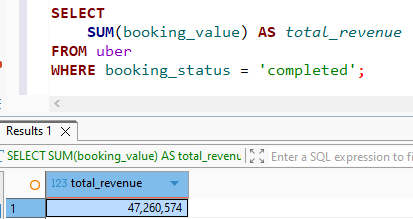 SELECT
SUM(booking_value) AS total_revenue
FROM uber
WHERE booking_status = 'completed';
Results 1
SELECT SUM(booking_value) AS total_revenu
Enter a SQL expression to fi
123 total_revenue
1 47,260,574